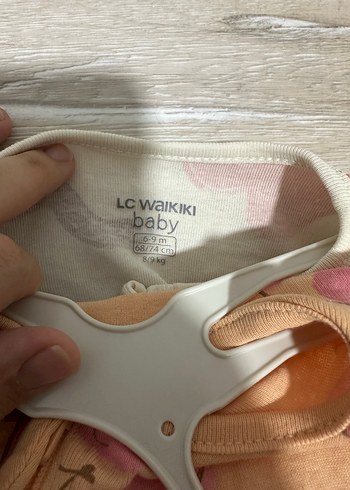 LC WAIKIKI
baby
6-9 m
68/74 cm
8/9 kg